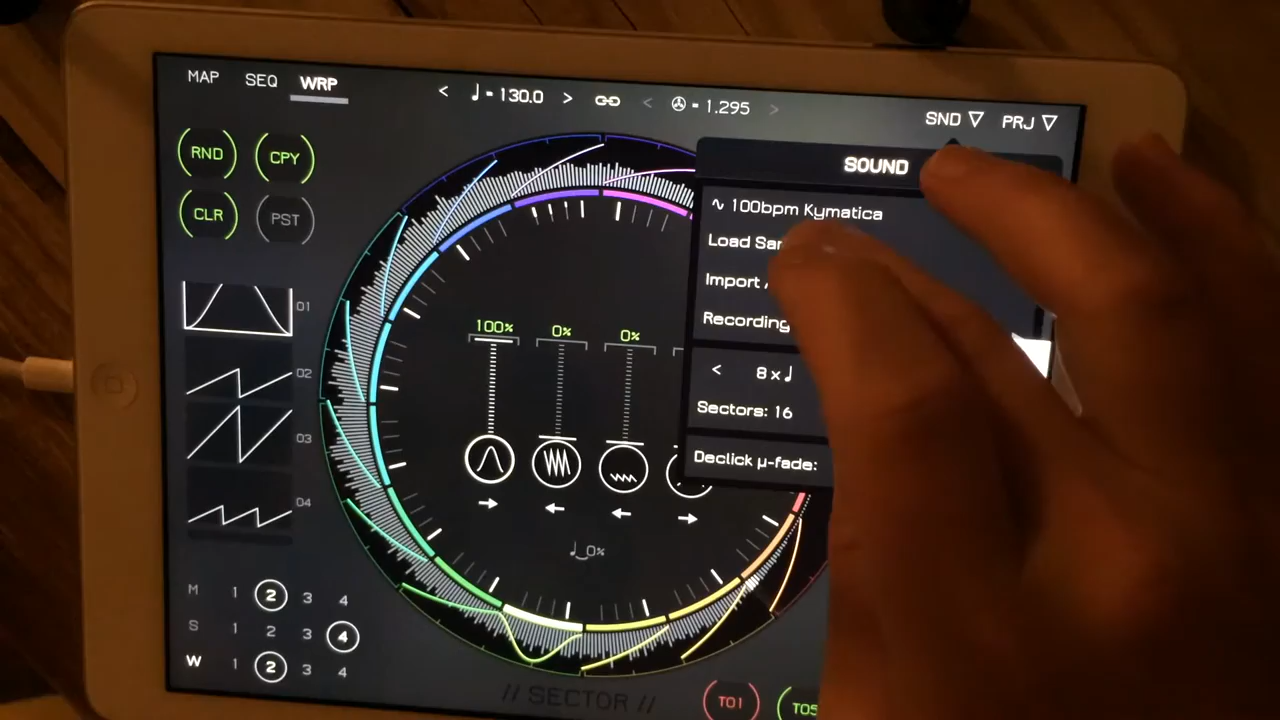 MAP SEQ WRP
< ♩= 130.0 > < = 1.295 >
SND ▽ PRJ ▽
RND CPY
CLR PST
SOUND
∿ 100bpm Kymatica
Load
Import
Recording
< 8 x ♩
Sectors: 16
Declick µ-fade:
100% 0% 0%
01
02
03
04
→ ← ← →
♩ 0%
M 1 2 3 4
S 1 2 3 4
W 1 2 3 4
// SECTOR //
TO1 TO5